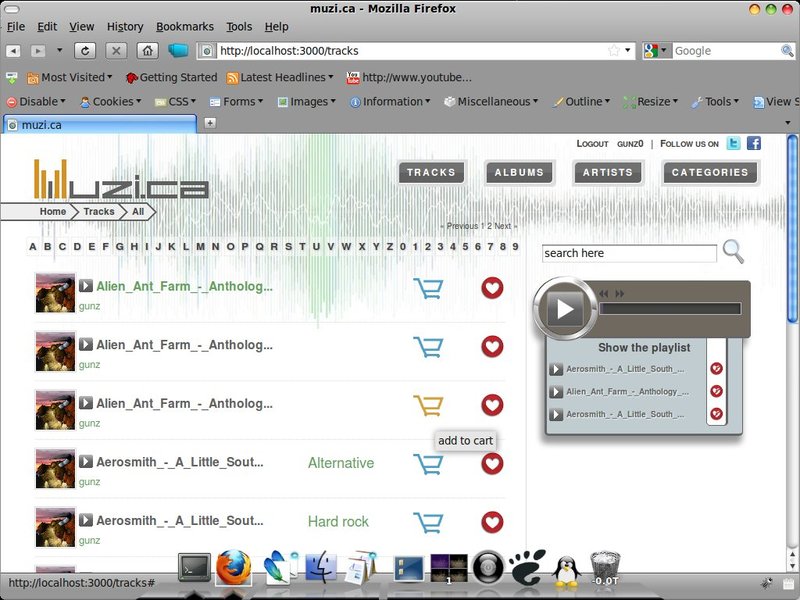 muzi.ca - Mozilla Firefox
File Edit View History Bookmarks Tools Help
http://localhost:3000/tracks
Google
Most Visited Getting Started Latest Headlines http://www.youtube...
Disable Cookies CSS Forms Images Information Miscellaneous Outline Resize Tools View S
muzi.ca
Logout gunz0 | Follow us on
uzi.ca
TRACKS ALBUMS ARTISTS CATEGORIES
Home Tracks All
« Previous 1 2 Next »
A B C D E F G H I J K L M N O P Q R S T U V W X Y Z 0 1 2 3 4 5 6 7 8 9
search here
Alien_Ant_Farm_-_Antholog...
gunz
Alien_Ant_Farm_-_Antholog...
gunz
Alien_Ant_Farm_-_Antholog...
gunz
add to cart
Aerosmith_-_A_Little_Sout... Alternative
gunz
Aerosmith_-_A_Little_Sout... Hard rock
gunz
Show the playlist
Aerosmith_-_A_Little_South_...
Alien_Ant_Farm_-_Anthology_...
Aerosmith_-_A_Little_South_...
1
-0.0T
http://localhost:3000/tracks#